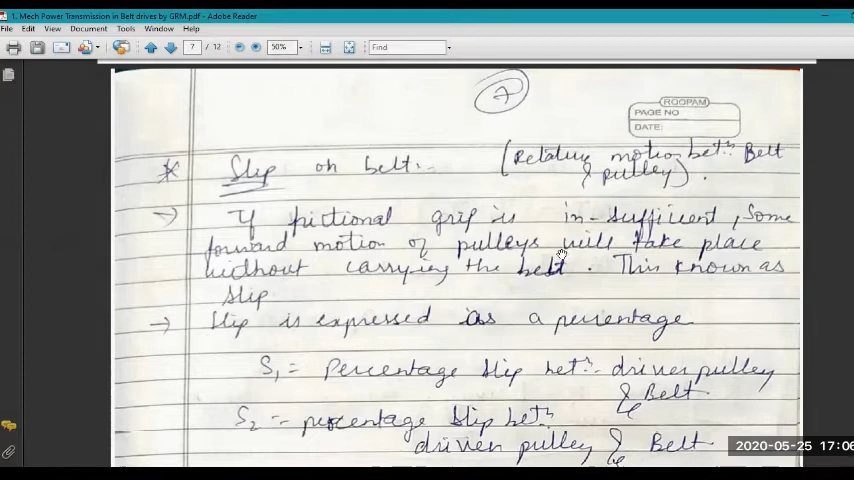 1. Mech Power Transmission in Belt drives by GRM.pdf - Adobe Reader
File Edit View Document Tools Window Help
7 / 12 50% Find
7
ROOPAM
PAGE NO
DATE:
* Slip on belt:- (Relative motion betn Belt
& pulley).
→ If frictional grip is in-sufficient, some
forward motion of pulleys will take place
without carrying the belt. This known as
slip
→ Slip is expressed as a percentage
S1 = Percentage slip betn driver pulley
& Belt
S2 = percentage slip betn
driven pulley & Belt
2020-05-25 17:06